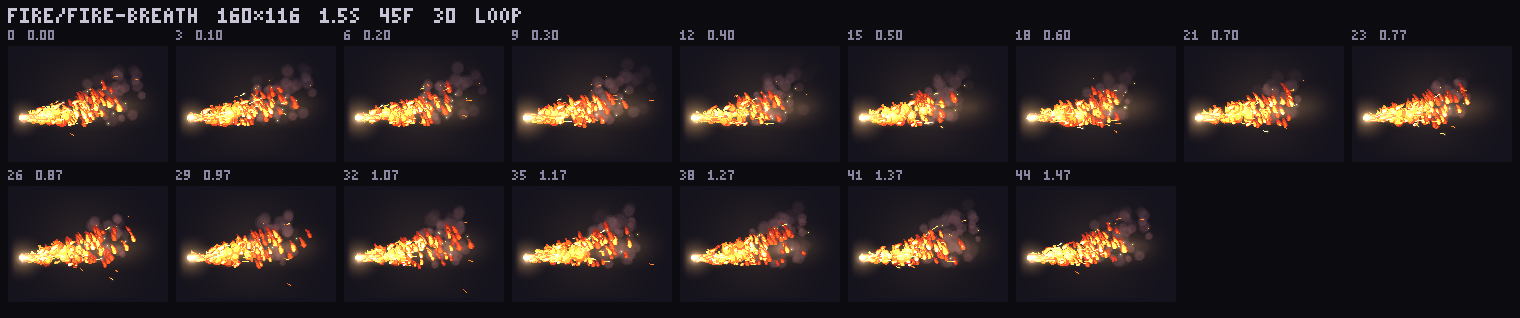 FIRE/FIRE-BREATH 160×116 1.5S 45F 30 LOOP
0 0.00 3 0.10 6 0.20 9 0.30 12 0.40 15 0.50 18 0.60 21 0.70 23 0.77
26 0.87 29 0.97 32 1.07 35 1.17 38 1.27 41 1.37 44 1.47